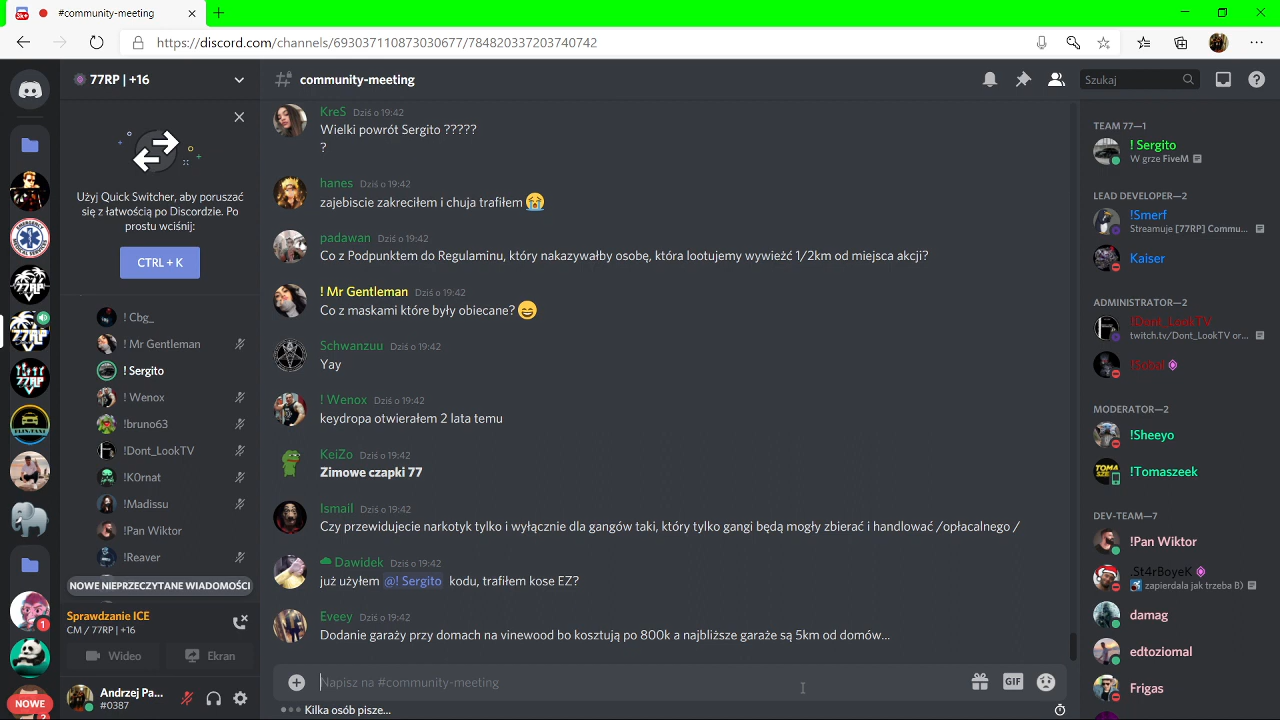 #community-meeting
https://discord.com/channels/693037110873030677/784820337203740742
77RP | +16
#community-meeting
Szukaj
Użyj Quick Switcher, aby poruszać
się z łatwością po Discordzie. Po
prostu wciśnij:
CTRL + K
! Cbg_
! Mr Gentleman
! Sergito
! Wenox
!bruno63
!Dont_LookTV
!K0rnat
!Madissu
!Pan Wiktor
!Reaver
NOWE NIEPRZECZYTANE WIADOMOŚCI
Sprawdzanie ICE
CM / 77RP | +16
Wideo
Ekran
Andrzej Pa...
#0387
NOWE
1
KreS Dziś o 19:42
Wielki powrót Sergito ?????
?
hanes Dziś o 19:42
zajebiscie zakreciłem i chuja trafiłem
padawan Dziś o 19:42
Co z Podpunktem do Regulaminu, który nakazywałby osobę, która lootujemy wywieźć 1/2km od miejsca akcji?
! Mr Gentleman Dziś o 19:42
Co z maskami które były obiecane?
Schwanzuu Dziś o 19:42
Yay
! Wenox Dziś o 19:42
keydropa otwierałem 2 lata temu
KeiZo Dziś o 19:42
Zimowe czapki 77
Ismail Dziś o 19:42
Czy przewidujecie narkotyk tylko i wyłącznie dla gangów taki, który tylko gangi będą mogły zbierać i handlować /opłacalnego /
Dawidek Dziś o 19:42
już użyłem @! Sergito kodu, trafiłem kose EZ?
Eveey Dziś o 19:42
Dodanie garaży przy domach na vinewood bo kosztują po 800k a najbliższe garaże są 5km od domów...
Napisz na #community-meeting
GIF
Kilka osób pisze...
TEAM 77—1
! Sergito
W grze FiveM
LEAD DEVELOPER—2
!Smerf
Streamuje [77RP] Commu...
Kaiser
ADMINISTRATOR—2
!Dont_LookTV
twitch.tv/Dont_LookTV or...
MODERATOR—2
!Sheeyo
!Tomaszeek
DEV-TEAM—7
!Pan Wiktor
.St4rBoyeK
zapierdala jak trzeba B)
damag
edtoziomal
Frigas